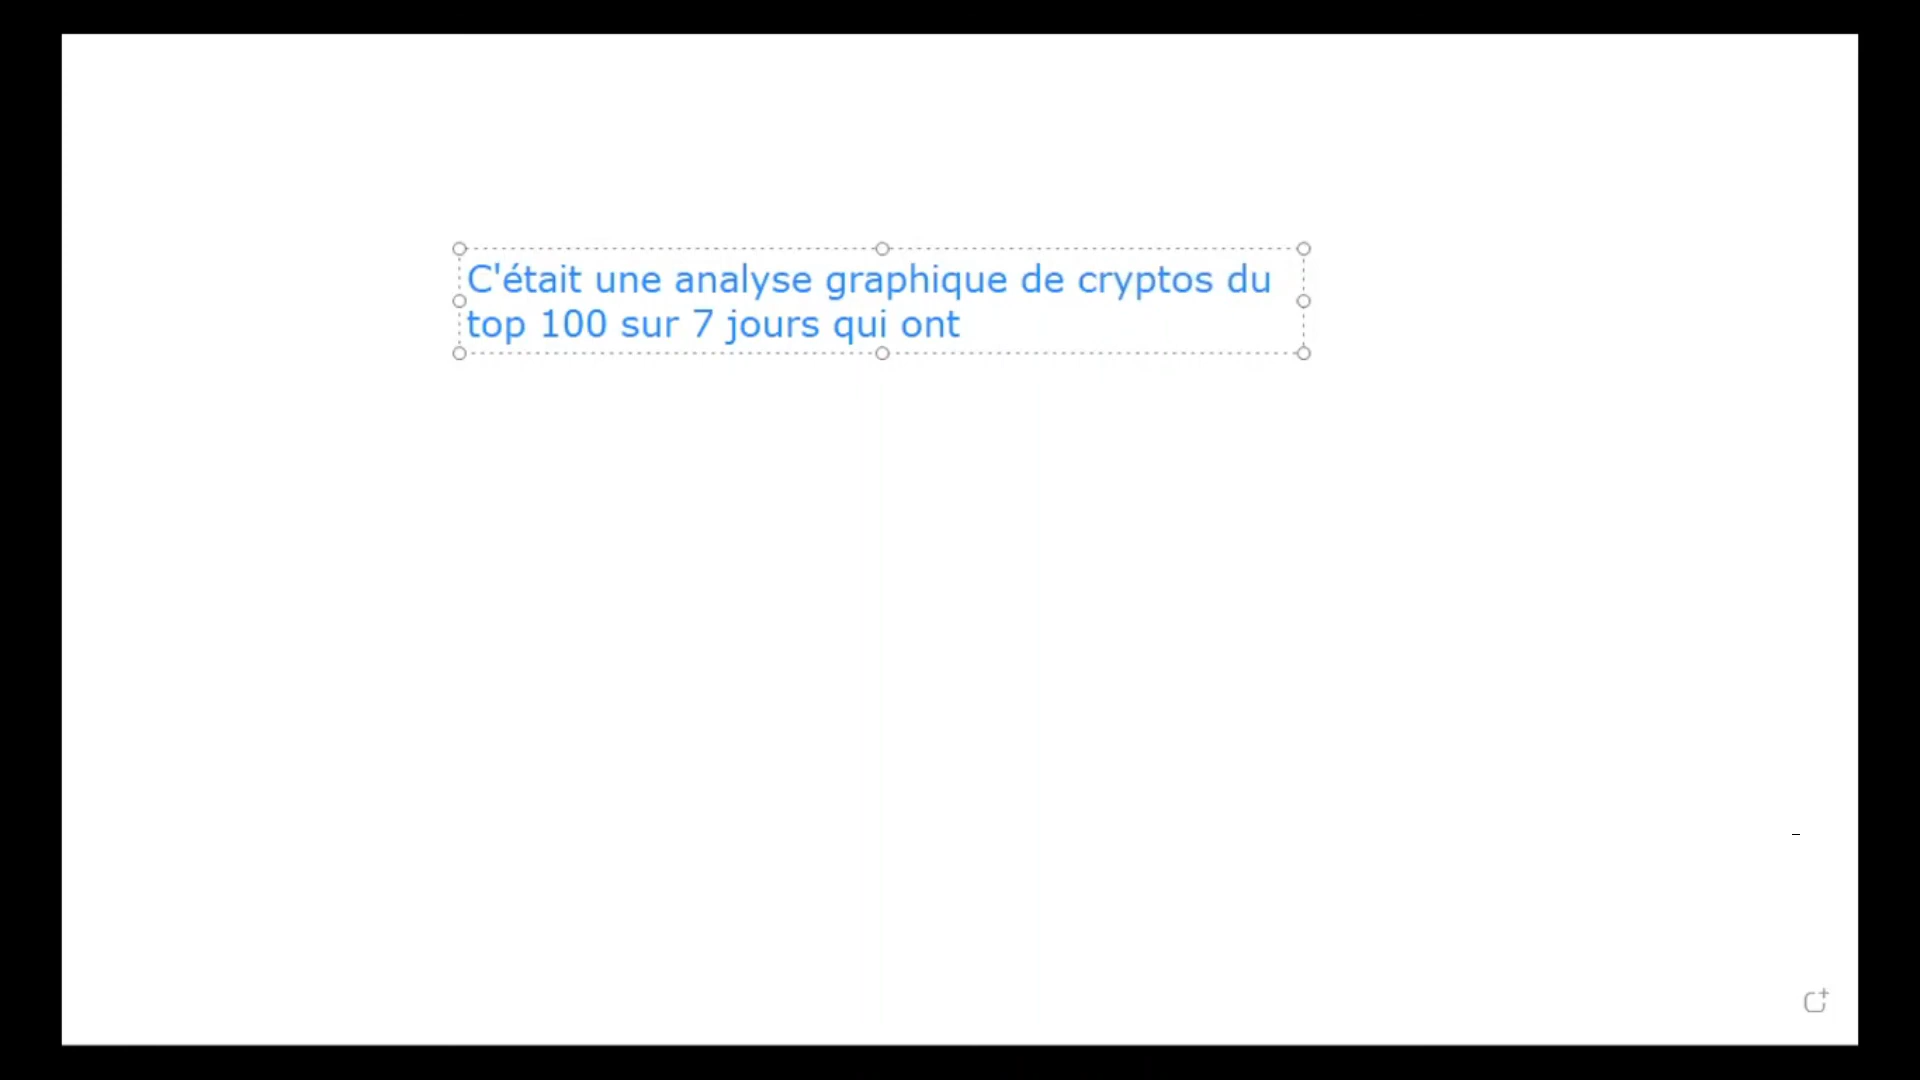 C'était une analyse graphique de cryptos du
top 100 sur 7 jours qui ont